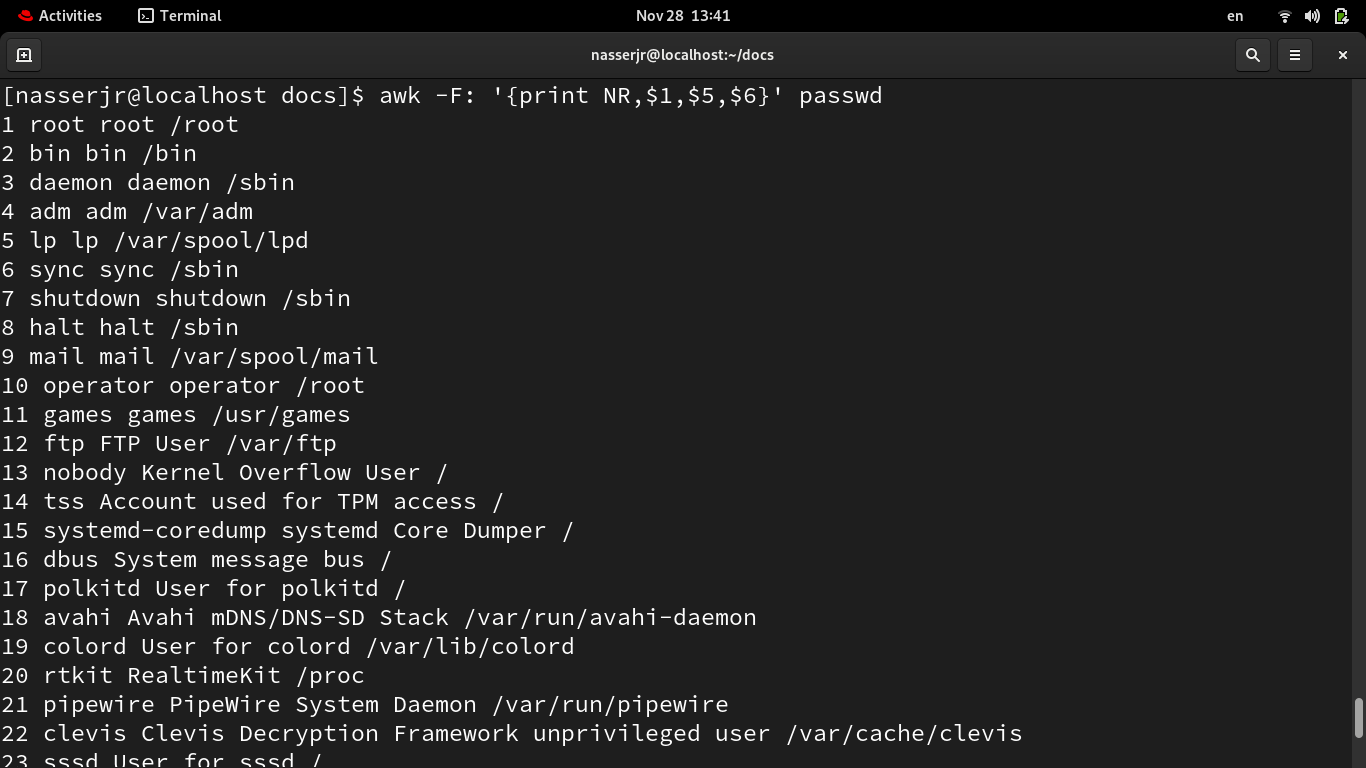 Activities Terminal Nov 28 13:41 en
nasserjr@localhost:~/docs
[nasserjr@localhost docs]$ awk -F: '{print NR,$1,$5,$6}' passwd
1 root root /root
2 bin bin /bin
3 daemon daemon /sbin
4 adm adm /var/adm
5 lp lp /var/spool/lpd
6 sync sync /sbin
7 shutdown shutdown /sbin
8 halt halt /sbin
9 mail mail /var/spool/mail
10 operator operator /root
11 games games /usr/games
12 ftp FTP User /var/ftp
13 nobody Kernel Overflow User /
14 tss Account used for TPM access /
15 systemd-coredump systemd Core Dumper /
16 dbus System message bus /
17 polkitd User for polkitd /
18 avahi Avahi mDNS/DNS-SD Stack /var/run/avahi-daemon
19 colord User for colord /var/lib/colord
20 rtkit RealtimeKit /proc
21 pipewire PipeWire System Daemon /var/run/pipewire
22 clevis Clevis Decryption Framework unprivileged user /var/cache/clevis
23 sssd User for sssd /